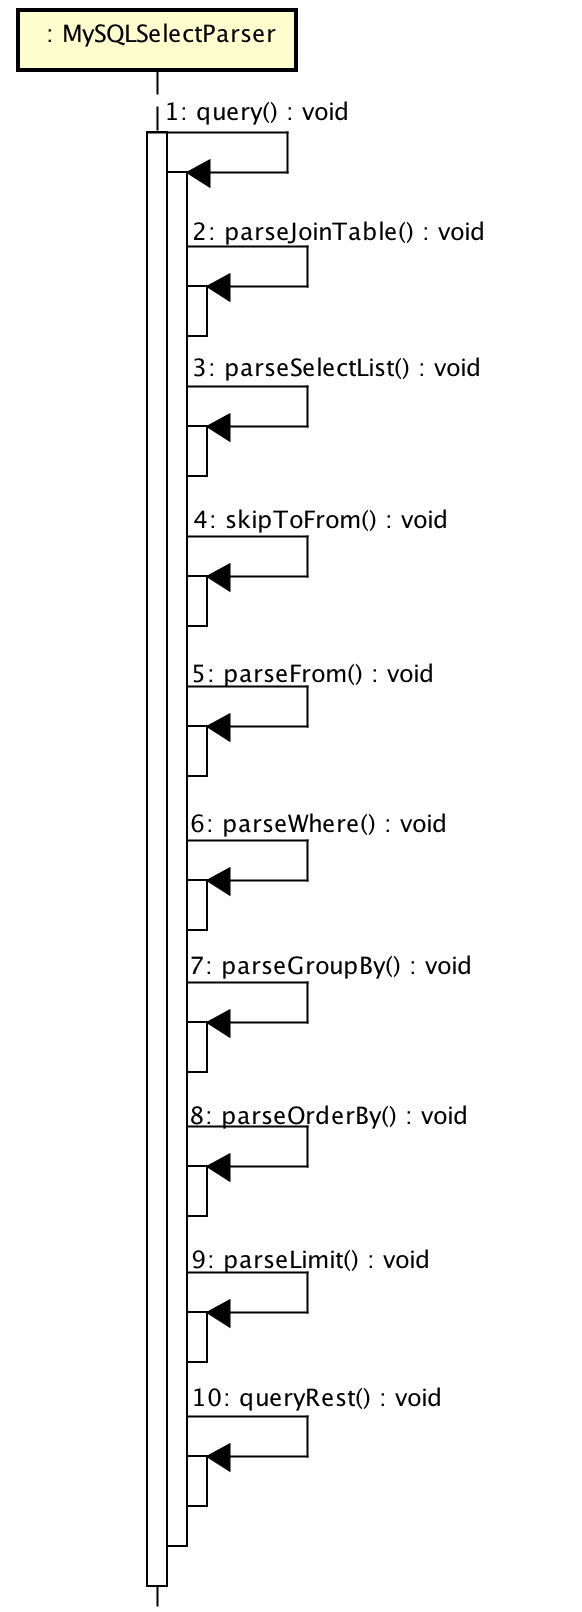 : MySQLSelectParser
1: query() : void
2: parseJoinTable() : void
3: parseSelectList() : void
4: skipToFrom() : void
5: parseFrom() : void
6: parseWhere() : void
7: parseGroupBy() : void
8: parseOrderBy() : void
9: parseLimit() : void
10: queryRest() : void